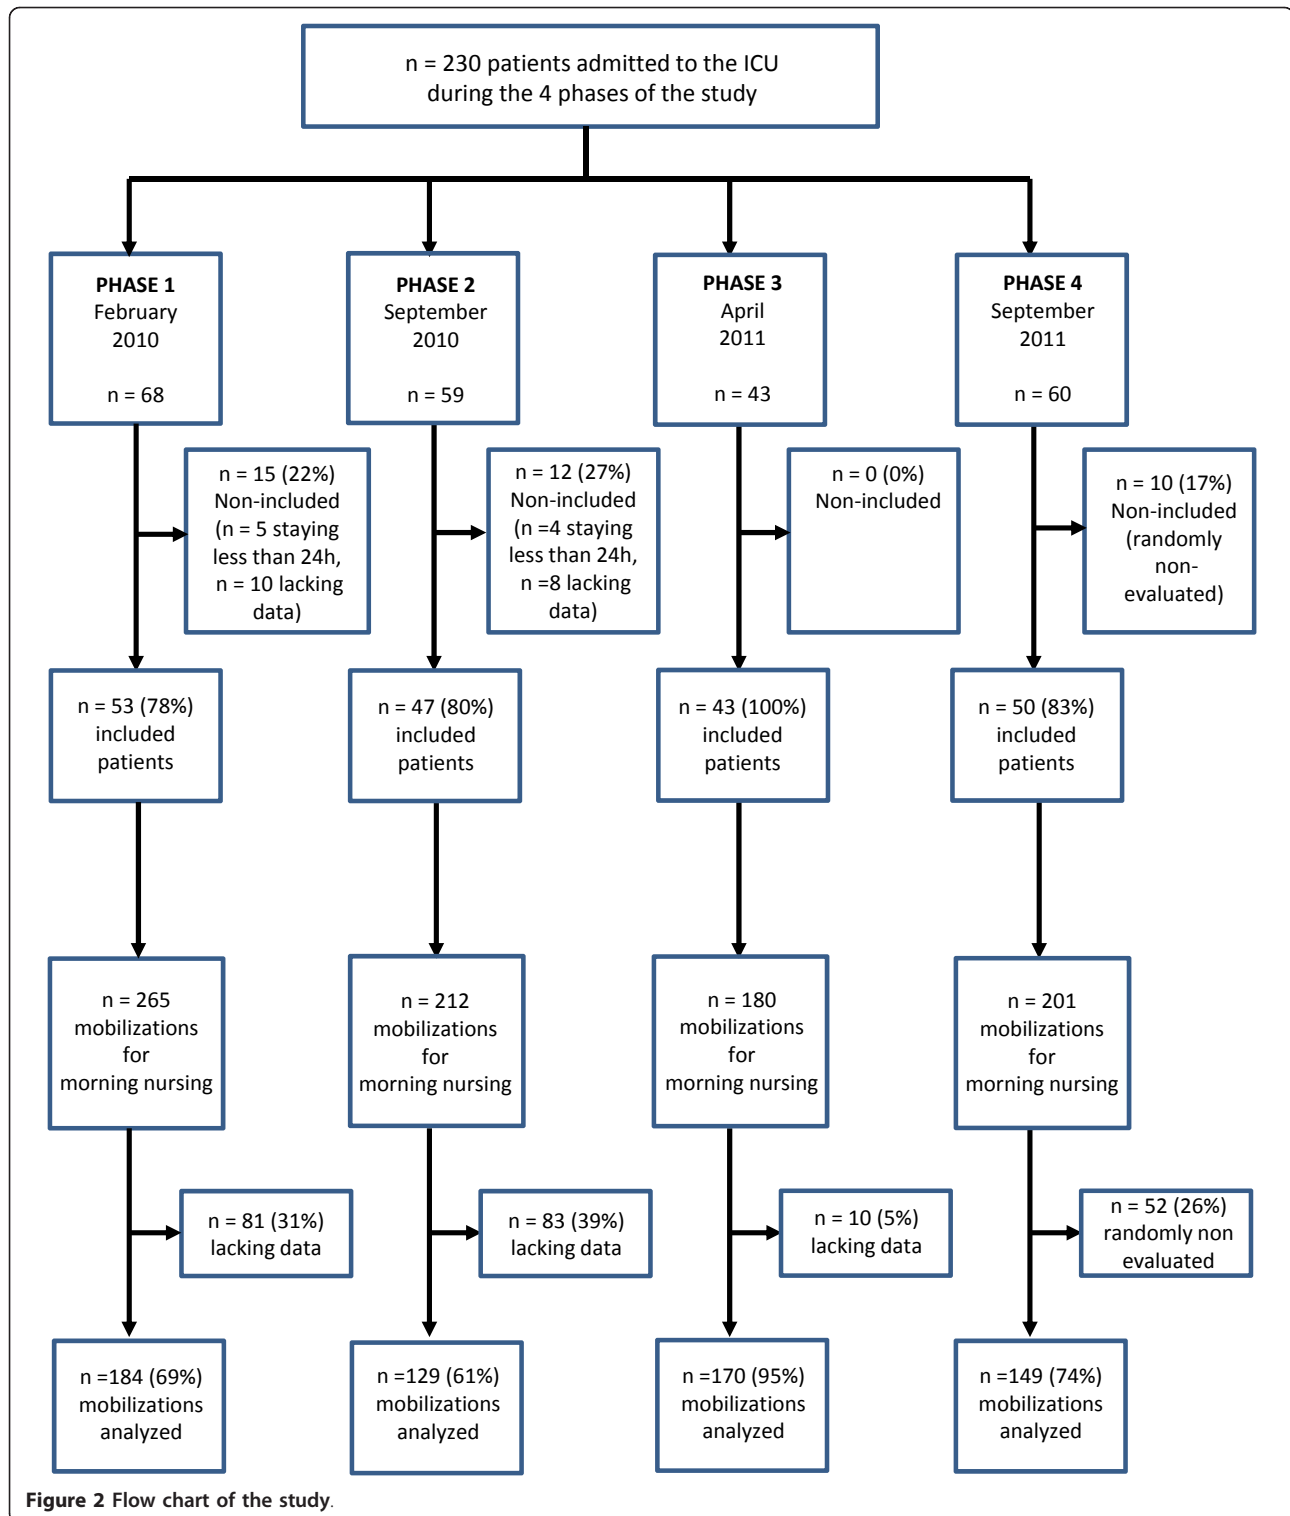 n = 230 patients admitted to the ICU
during the 4 phases of the study
PHASE 1
February
2010
n = 68
PHASE 2
September
2010
n = 59
PHASE 3
April
2011
n = 43
PHASE 4
September
2011
n = 60
n = 15 (22%)
Non-included
(n = 5 staying
less than 24h,
n = 10 lacking
data)
n = 12 (27%)
Non-included
(n =4 staying
less than 24h,
n =8 lacking
data)
n = 0 (0%)
Non-included
n = 10 (17%)
Non-included
(randomly
non-
evaluated)
n = 53 (78%)
included
patients
n = 47 (80%)
included
patients
n = 43 (100%)
included
patients
n = 50 (83%)
included
patients
n = 265
mobilizations
for
morning nursing
n = 212
mobilizations
for
morning nursing
n = 180
mobilizations
for
morning nursing
n = 201
mobilizations
for
morning nursing
n = 81 (31%)
lacking data
n = 83 (39%)
lacking data
n = 10 (5%)
lacking data
n = 52 (26%)
randomly non
evaluated
n =184 (69%)
mobilizations
analyzed
n =129 (61%)
mobilizations
analyzed
n =170 (95%)
mobilizations
analyzed
n =149 (74%)
mobilizations
analyzed
Figure 2 Flow chart of the study.